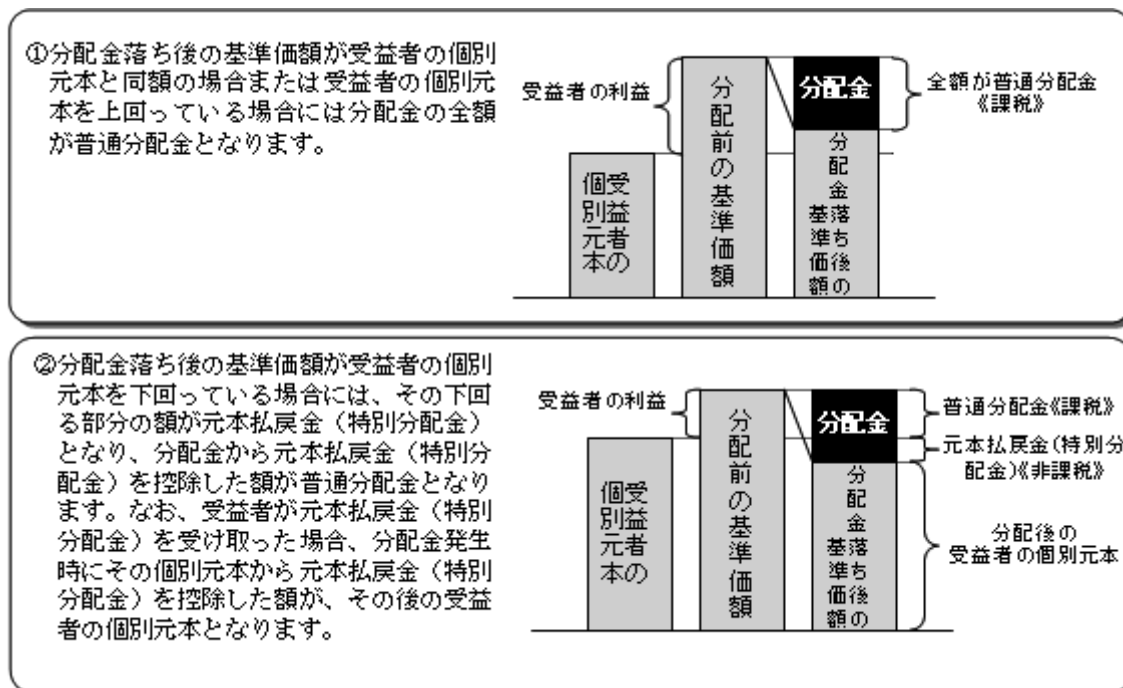 ①分配金落ち後の基準価額が受益者の個別
元本と同額の場合または受益者の個別元
本を上回っている場合には分配金の全額
が普通分配金となります。
受益者の利益
個別元本
受益者の
分配前の基準価額
分配金
分配金落ち後の
基準価額
全額が普通分配金
《課税》
②分配金落ち後の基準価額が受益者の個別
元本を下回っている場合には、その下回
る部分の額が元本払戻金（特別分配金）
となり、分配金から元本払戻金（特別分
配金）を控除した額が普通分配金となり
ます。なお、受益者が元本払戻金（特別
分配金）を受け取った場合、分配金発生
時にその個別元本から元本払戻金（特別
分配金）を控除した額が、その後の受益
者の個別元本となります。
受益者の利益
受益者の
個別元本
分配前の基準価額
分配金
分配金落ち後の
基準価額
普通分配金《課税》
元本払戻金(特別分
配金)《非課税》
分配後の
受益者の個別元本